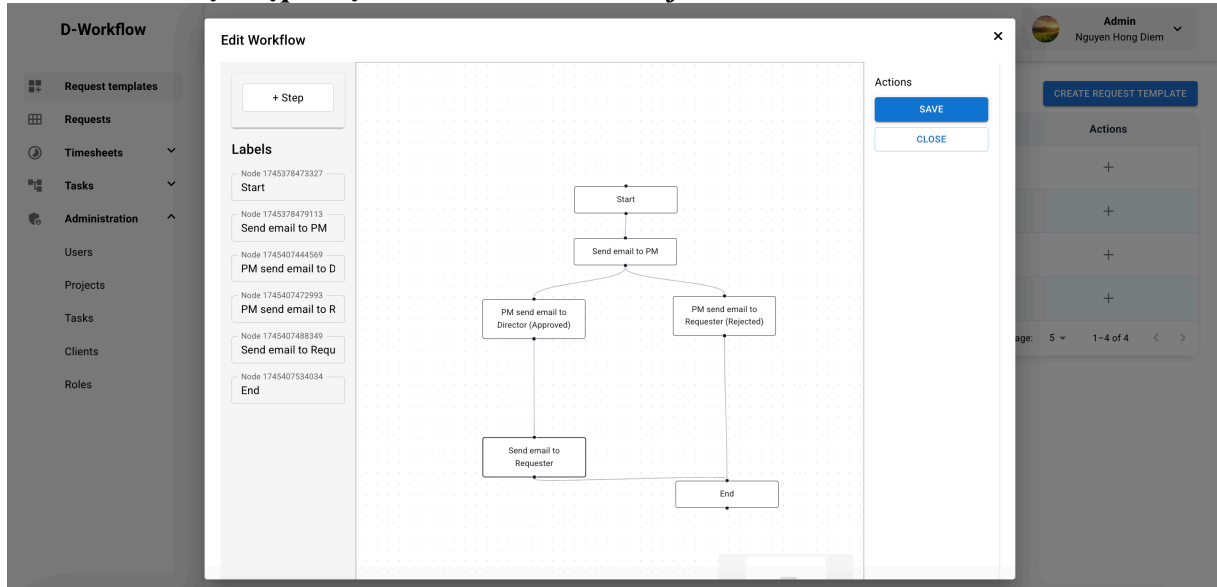 D-Workflow
Request templates
Requests
Timesheets
Tasks
Administration
Users
Projects
Tasks
Clients
Roles
Edit Workflow
+ Step
Labels
Node 1745378473327
Start
Node 1745378479113
Send email to PM
Node 1745407444569
PM send email to D
Node 1745407472993
PM send email to R
Node 1745407488349
Send email to Requ
Node 1745407534034
End
Start
Send email to PM
PM send email to
Director (Approved)
PM send email to
Requester (Rejected)
Send email to
Requester
End
Actions
SAVE
CLOSE
Admin
Nguyen Hong Diem
CREATE REQUEST TEMPLATE
Actions
age: 5 1–4 of 4